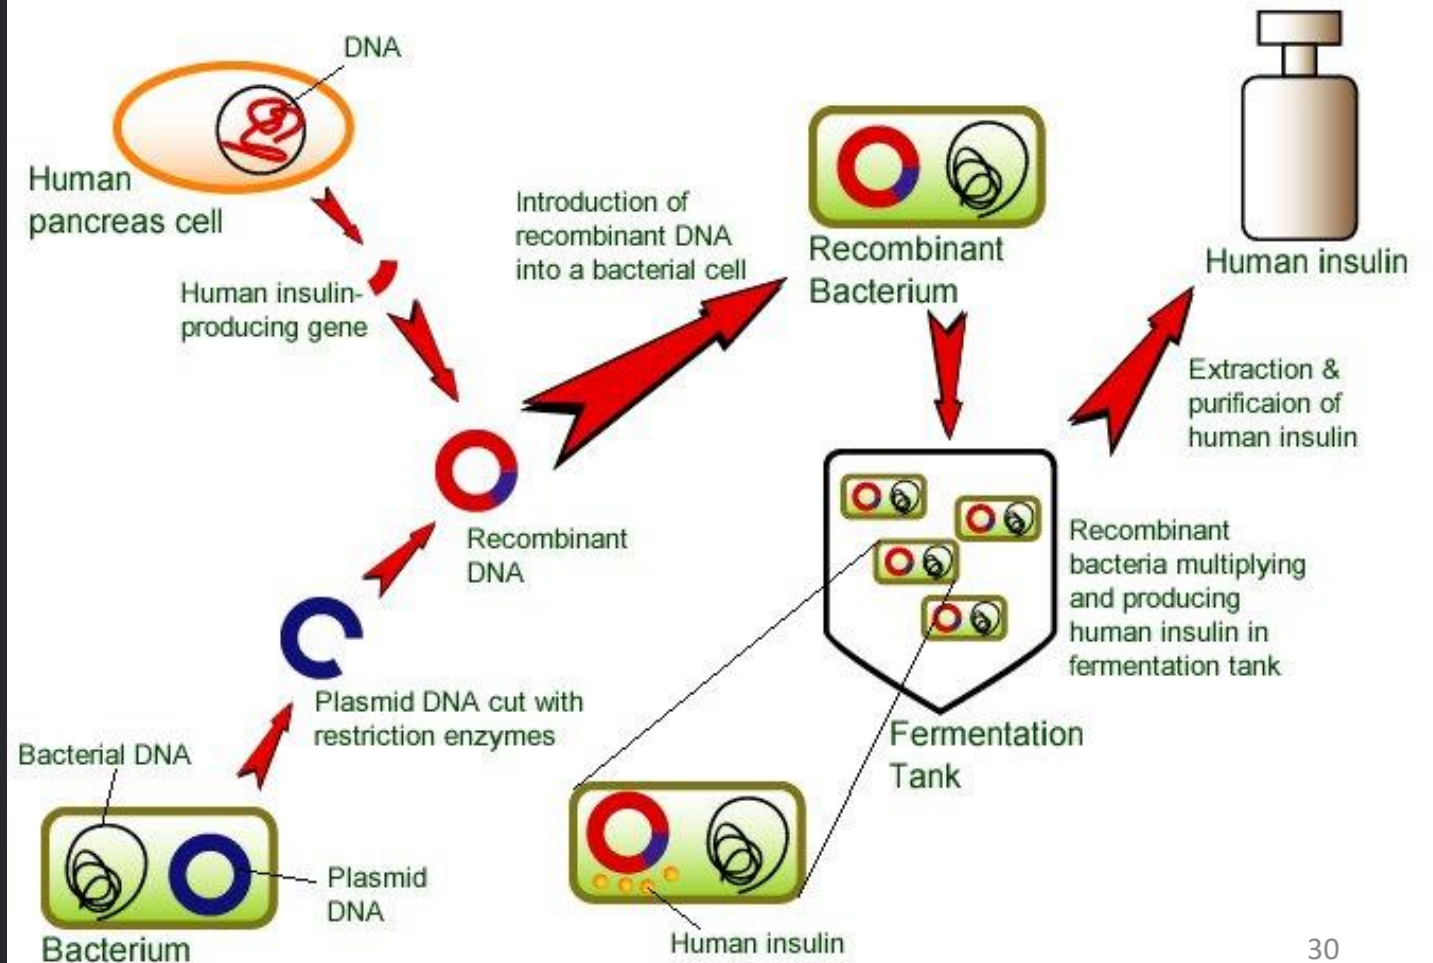 DNA
Human
pancreas cell
Human insulin-
producing gene
Introduction of
recombinant DNA
into a bacterial cell
Recombinant
Bacterium
Human insulin
Extraction &
purificaion of
human insulin
Recombinant
DNA
Recombinant
bacteria multiplying
and producing
human insulin in
fermentation tank
Plasmid DNA cut with
restriction enzymes
Fermentation
Tank
Bacterial DNA
Plasmid
DNA
Bacterium
Human insulin
30